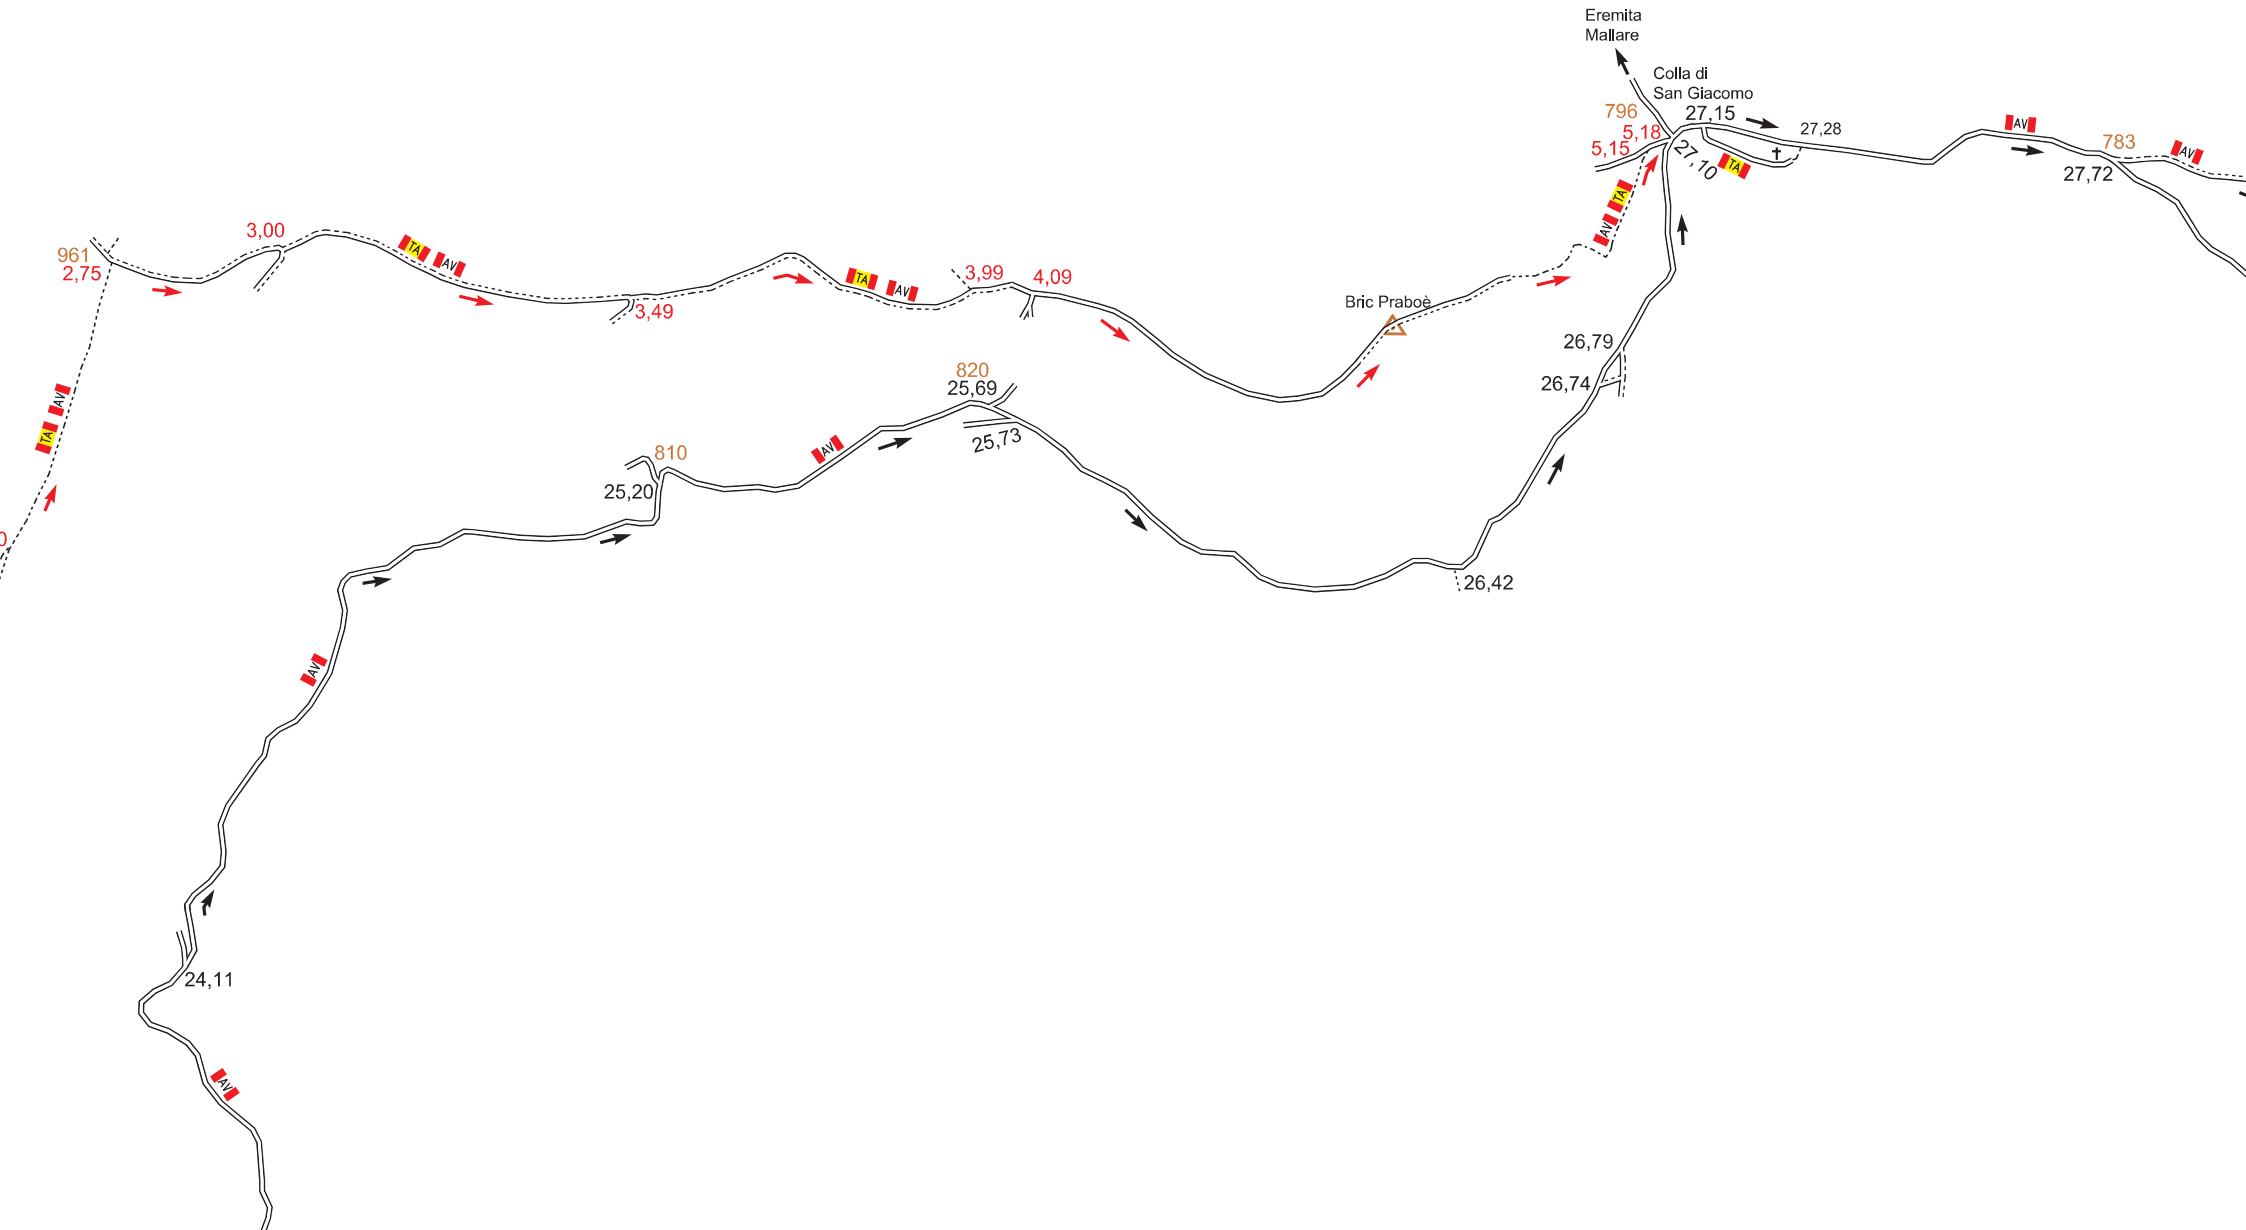 Eremita
Mallare
Colla di
San Giacomo
796
27,15
5,18
27,28
5,15
27,10
TA
AV
783
AV
27,72
TA
AV
3,00
961
2,75
TA
AV
3,49
TA
AV
3,99
4,09
Bric Praboè
26,79
26,74
820
25,69
25,73
AV
TA
AV
810
25,20
0
26,42
AV
24,11
AV